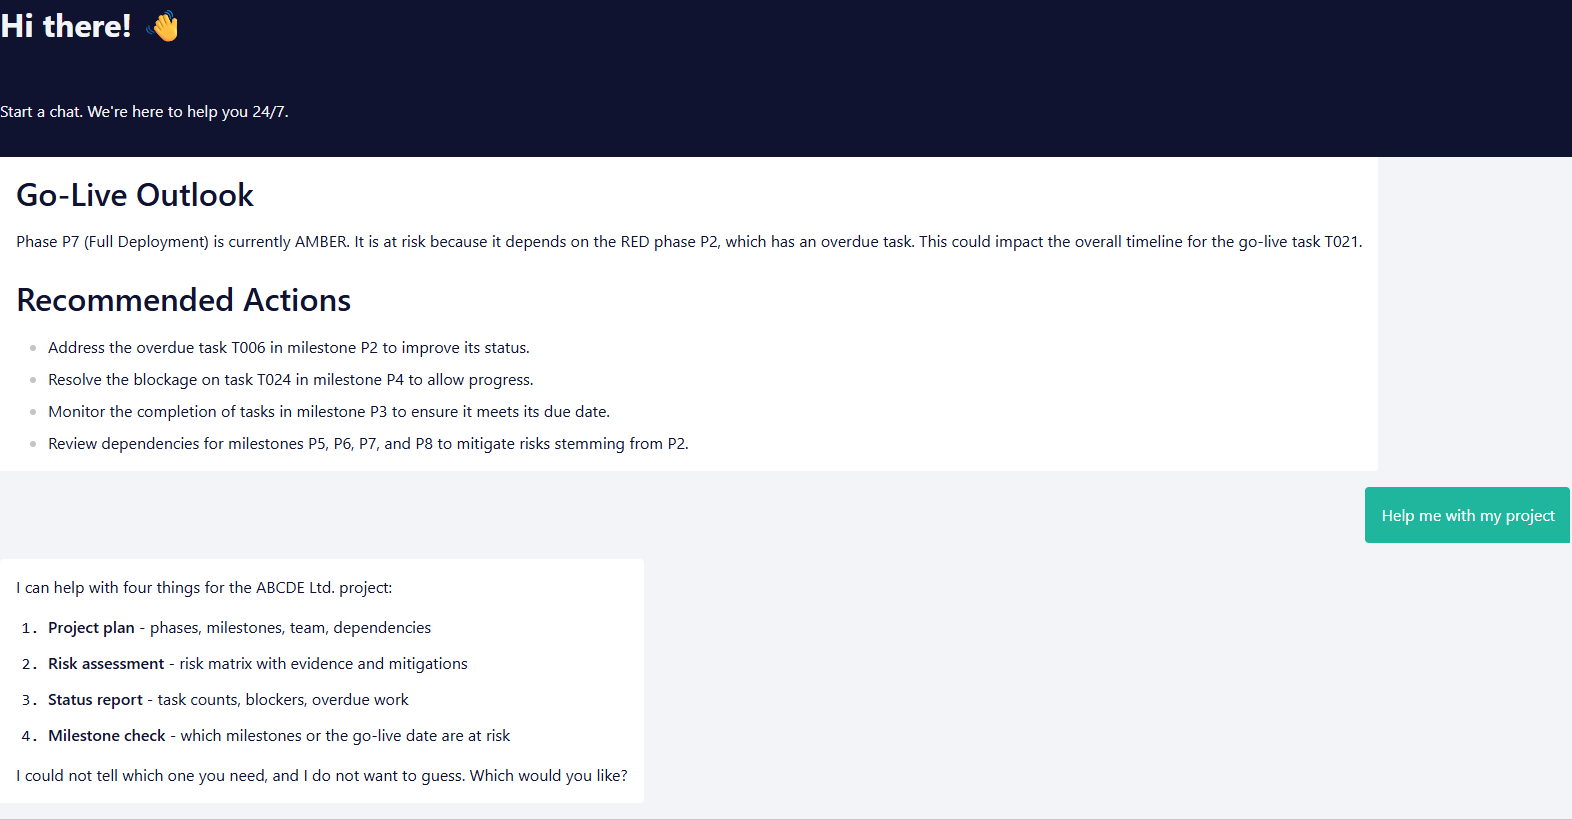 Hi there! 👋
Start a chat. We're here to help you 24/7.
Go-Live Outlook
Phase P7 (Full Deployment) is currently AMBER. It is at risk because it depends on the RED phase P2, which has an overdue task. This could impact the overall timeline for the go-live task T021.
Recommended Actions
Address the overdue task T006 in milestone P2 to improve its status.
Resolve the blockage on task T024 in milestone P4 to allow progress.
Monitor the completion of tasks in milestone P3 to ensure it meets its due date.
Review dependencies for milestones P5, P6, P7, and P8 to mitigate risks stemming from P2.
Help me with my project
I can help with four things for the ABCDE Ltd. project:
1. Project plan - phases, milestones, team, dependencies
2. Risk assessment - risk matrix with evidence and mitigations
3. Status report - task counts, blockers, overdue work
4. Milestone check - which milestones or the go-live date are at risk
I could not tell which one you need, and I do not want to guess. Which would you like?